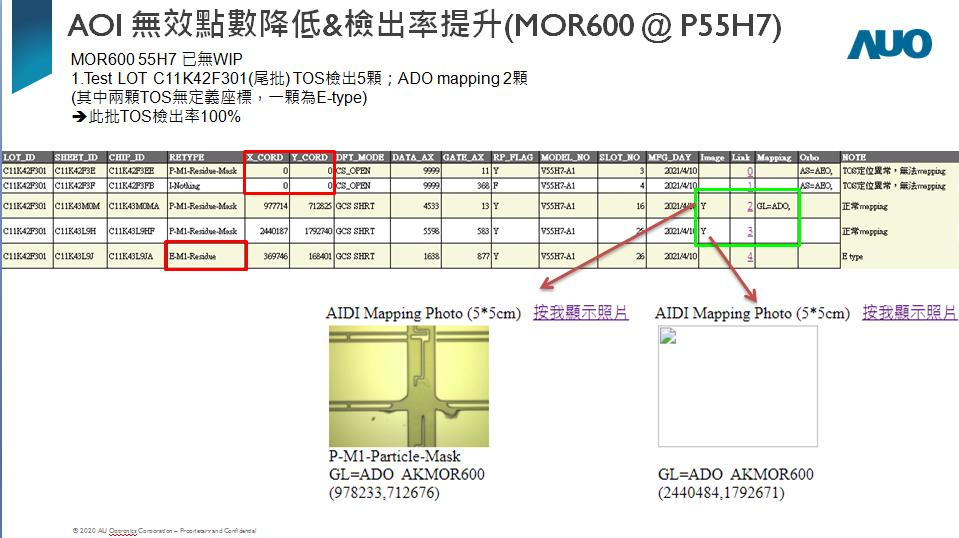 AOI 無效點數降低&檢出率提升(MOR600 @ P55H7)
AUO
MOR600 55H7 已無WIP
1.Test LOT C11K42F301(尾批) TOS檢出5顆；ADO mapping 2顆
(其中兩顆TOS無定義座標，一顆為E-type)
➔此批TOS檢出率100%
LOT_ID SHEET_ID CHIP_ID RETYPE X_CORD Y_CORD DFT_MODE DATA_AX GATE_AX RP_FLAG MODEL_NO SLOT_NO MFG_DAY Image Link Mapping Orbo NOTE
C11K42F301 C11K42F3E C11K42F3EE P-M1-Residue-Mask 0 0 CS_OPEN 9999 11 Y V55H7-A1 3 2021/4/10 0 AS=AEO, TOS定位異常，無法mapping
C11K42F301 C11K42F3F C11K42F3FB I-Nothing 0 0 CS_OPEN 9999 368 F V55H7-A1 4 2021/4/10 1 AS=AEO, TOS定位異常，無法mapping
C11K42F301 C11K43M0M C11K43M0MA P-M1-Residue-Mask 977714 712825 GCS SHRT 4533 13 Y V55H7-A1 16 2021/4/10 Y 2 GL=ADO, 正常mapping
C11K42F301 C11K43L9H C11K43L9HF P-M1-Residue-Mask 2440187 1792740 GCS SHRT 5598 583 Y V55H7-A1 2021/4/10 Y 3 正常mapping
C11K42F301 C11K43L9J C11K43L9JA E-M1-Residue 369746 168401 GCS SHRT 1638 877 Y V55H7-A1 26 2021/4/10 4 E type
AIDI Mapping Photo (5*5cm) 按我顯示照片
AIDI Mapping Photo (5*5cm) 按我顯示照片
P-M1-Particle-Mask
GL=ADO AKMOR600
(978233,712676)
GL=ADO AKMOR600
(2440484,1792671)
© 2020 AU Optronics Corporation – Proprietary and Confidential